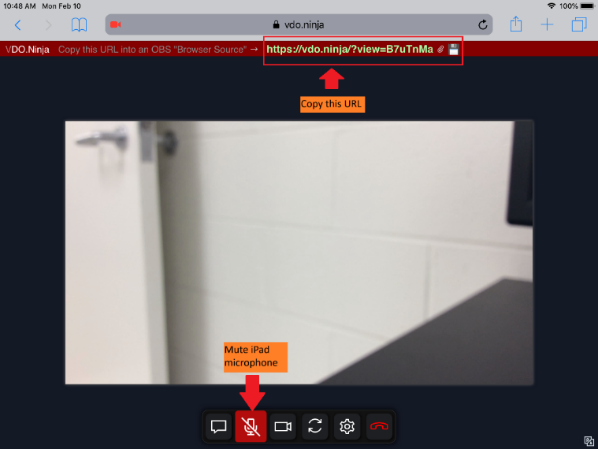 10:48 AM Mon Feb 10
100%
vdo.ninja
VDO.Ninja Copy this URL into an OBS "Browser Source" → https://vdo.ninja/?view=B7uTnMa
Copy this URL
Mute iPad
microphone